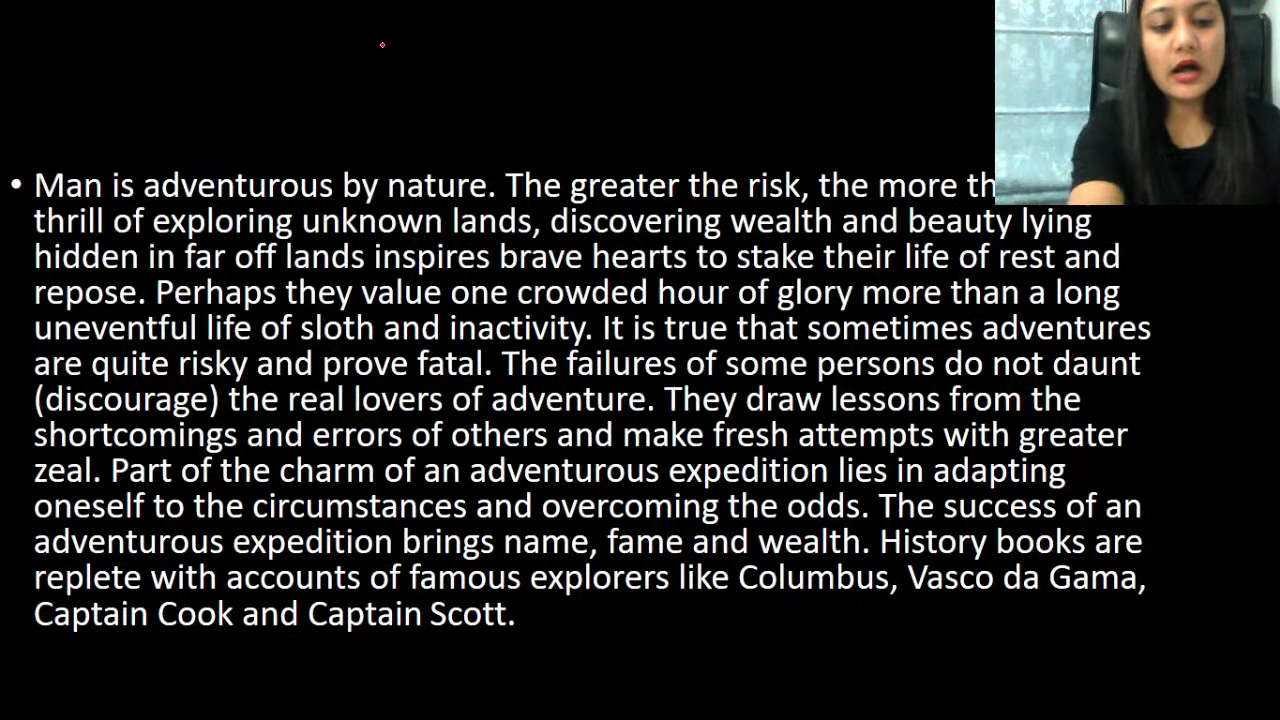 • Man is adventurous by nature. The greater the risk, the more
thrill of exploring unknown lands, discovering wealth and beauty lying
hidden in far off lands inspires brave hearts to stake their life of rest and
repose. Perhaps they value one crowded hour of glory more than a long
uneventful life of sloth and inactivity. It is true that sometimes adventures
are quite risky and prove fatal. The failures of some persons do not daunt
(discourage) the real lovers of adventure. They draw lessons from the
shortcomings and errors of others and make fresh attempts with greater
zeal. Part of the charm of an adventurous expedition lies in adapting
oneself to the circumstances and overcoming the odds. The success of an
adventurous expedition brings name, fame and wealth. History books are
replete with accounts of famous explorers like Columbus, Vasco da Gama,
Captain Cook and Captain Scott.